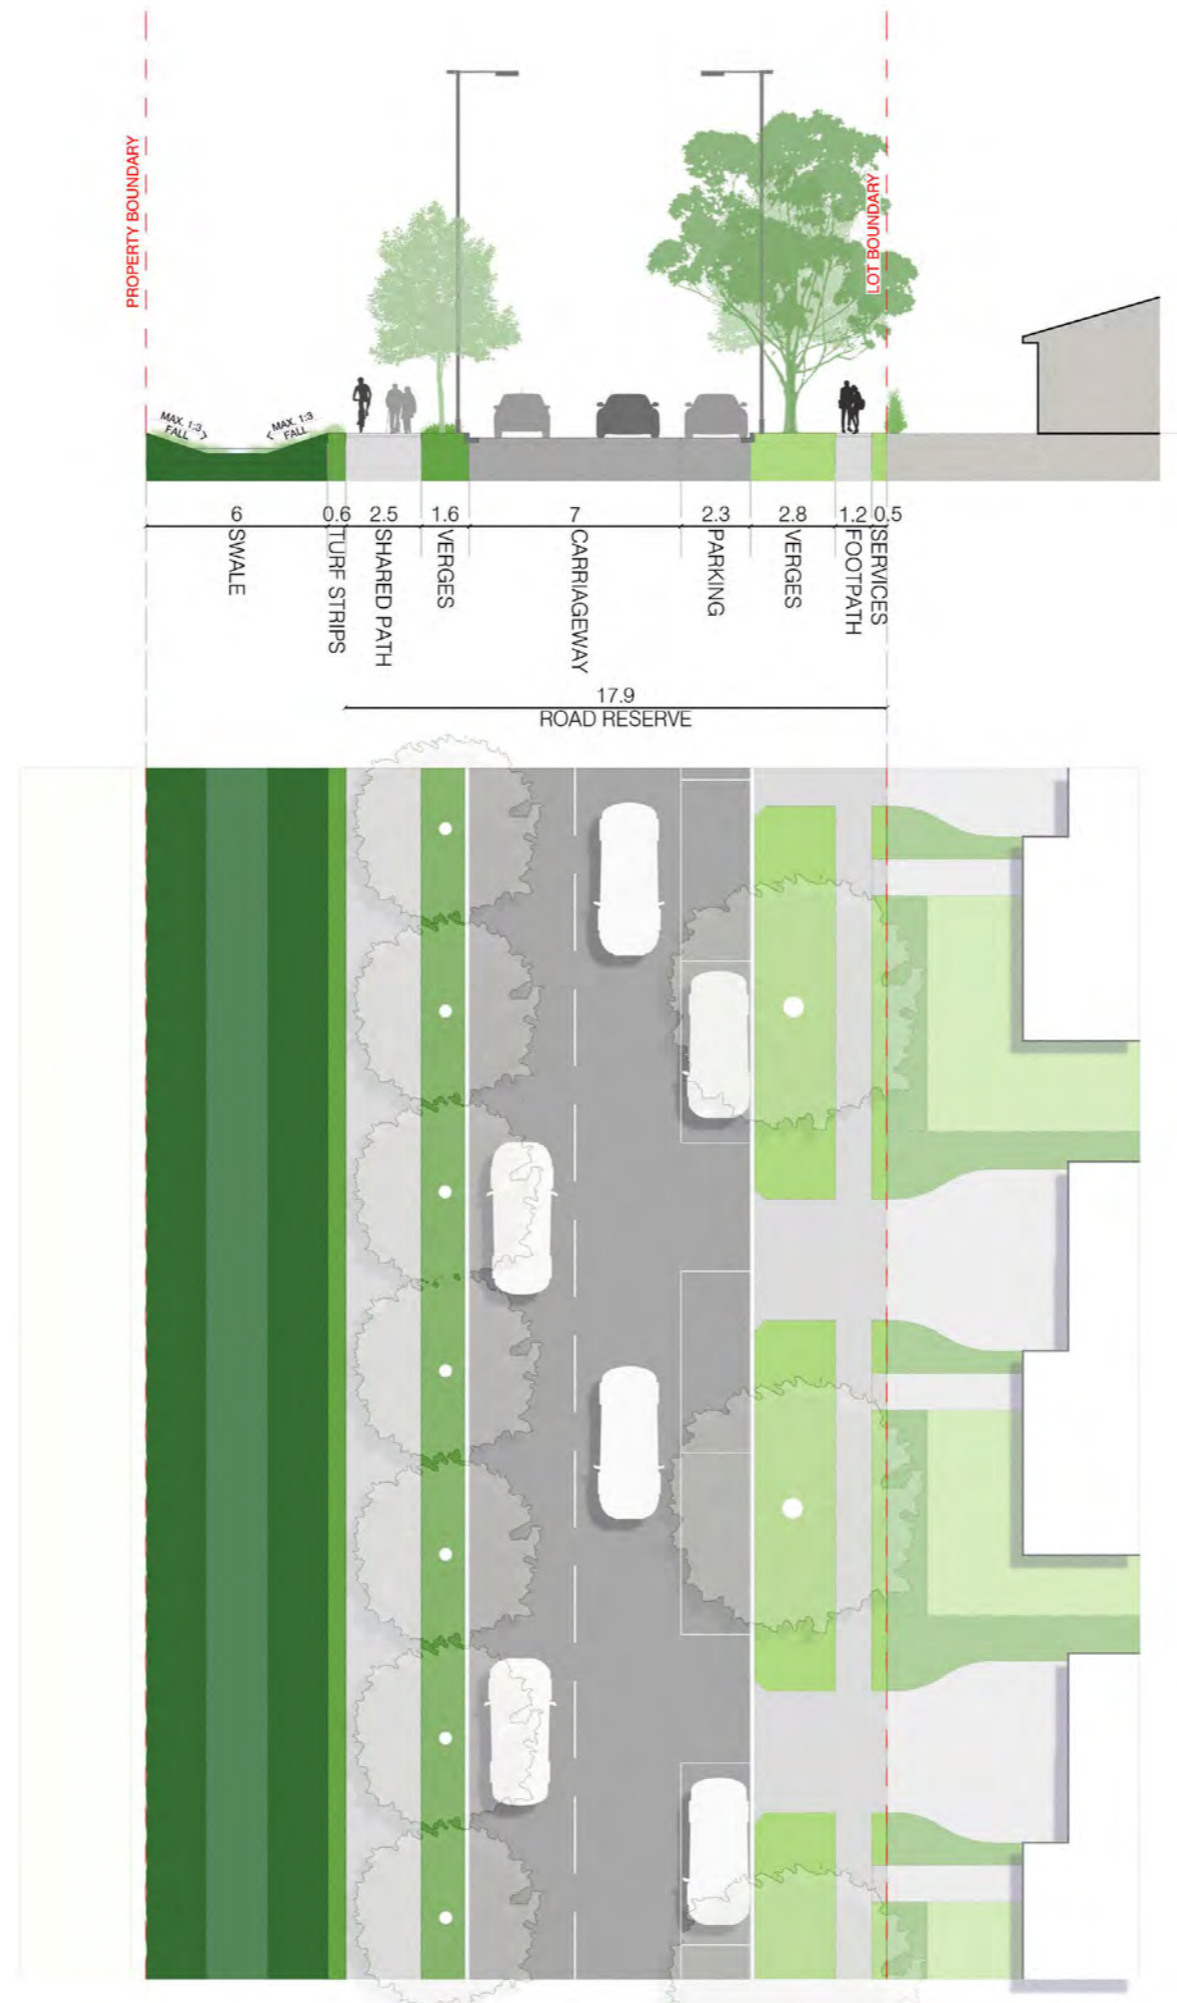 PROPERTY BOUNDARY
LOT BOUNDARY
MAX. 1:3
FALL
MAX. 1:3
FALL
6
0.6
2.5
1.6
7
2.3
2.8
1.2
0.5
SWALE
TURF STRIPS
SHARED PATH
VERGES
CARRIAGEWAY
PARKING
VERGES
FOOTPATH
SERVICES
17.9
ROAD RESERVE